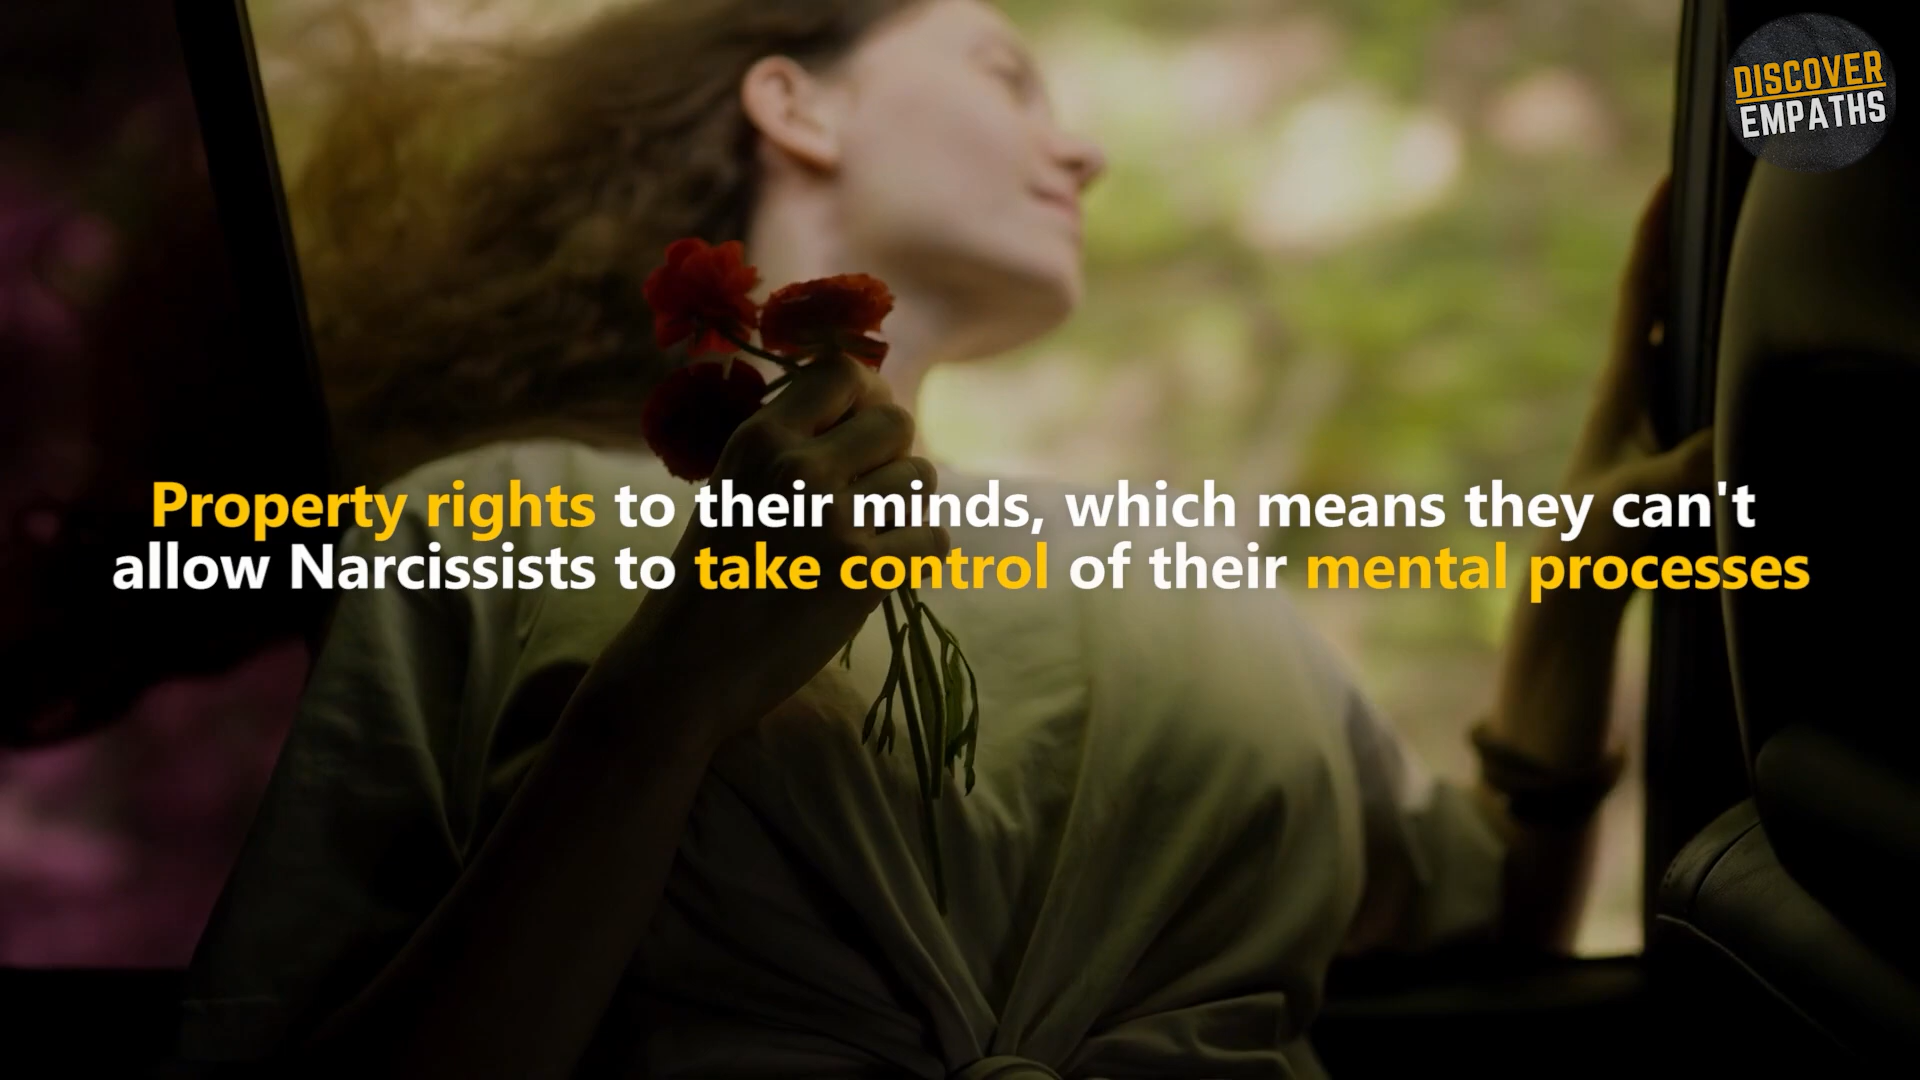 DISCOVER
EMPATHS
Property rights to their minds, which means they can't
allow Narcissists to take control of their mental processes